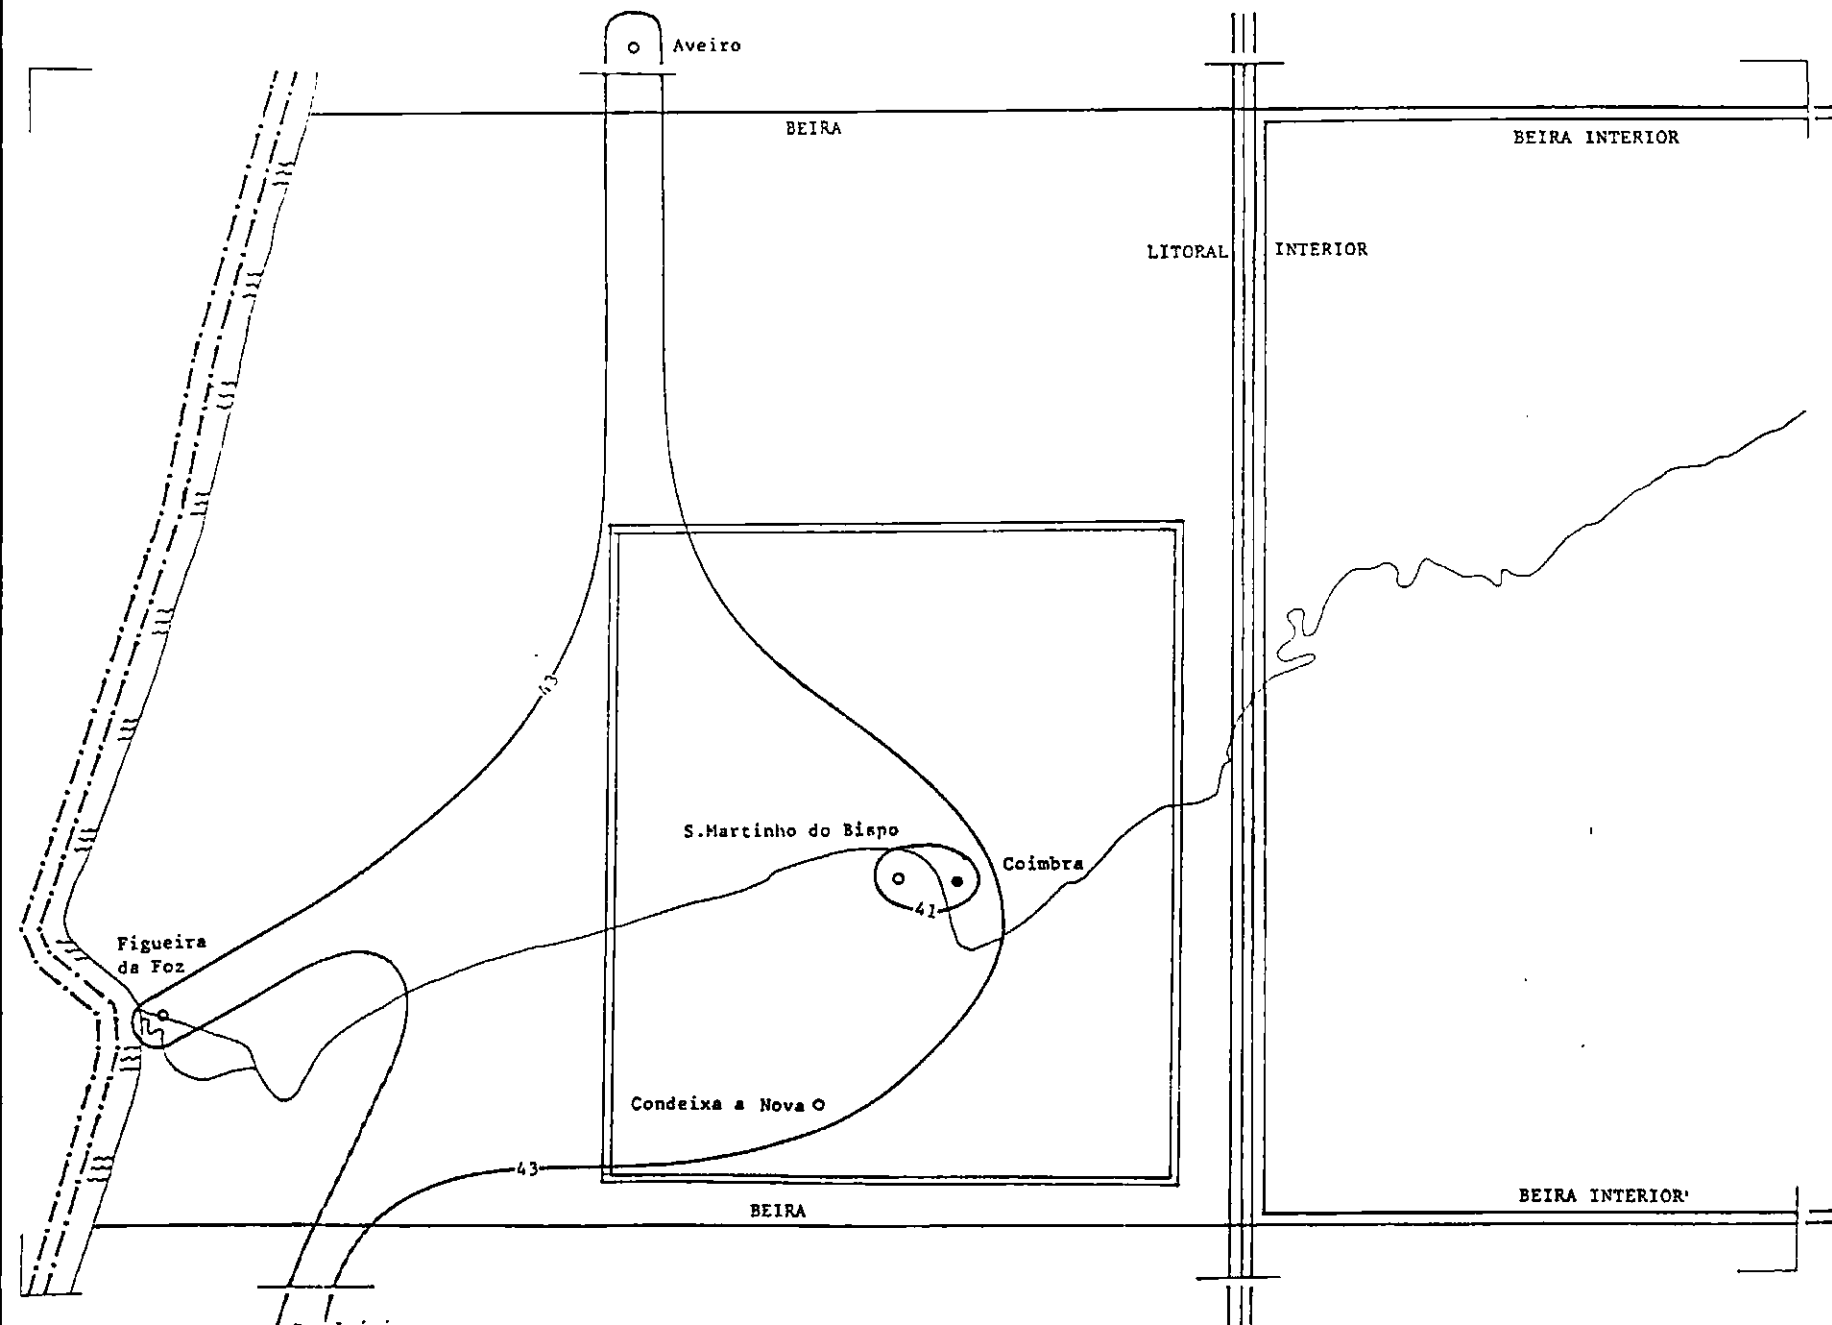 Aveiro
BEIRA
BEIRA INTERIOR
LITORAL
INTERIOR
43
S.Martinho do Bispo
Coimbra
41
Figueira
da Foz
Condeixa a Nova
43
BEIRA INTERIOR
BEIRA